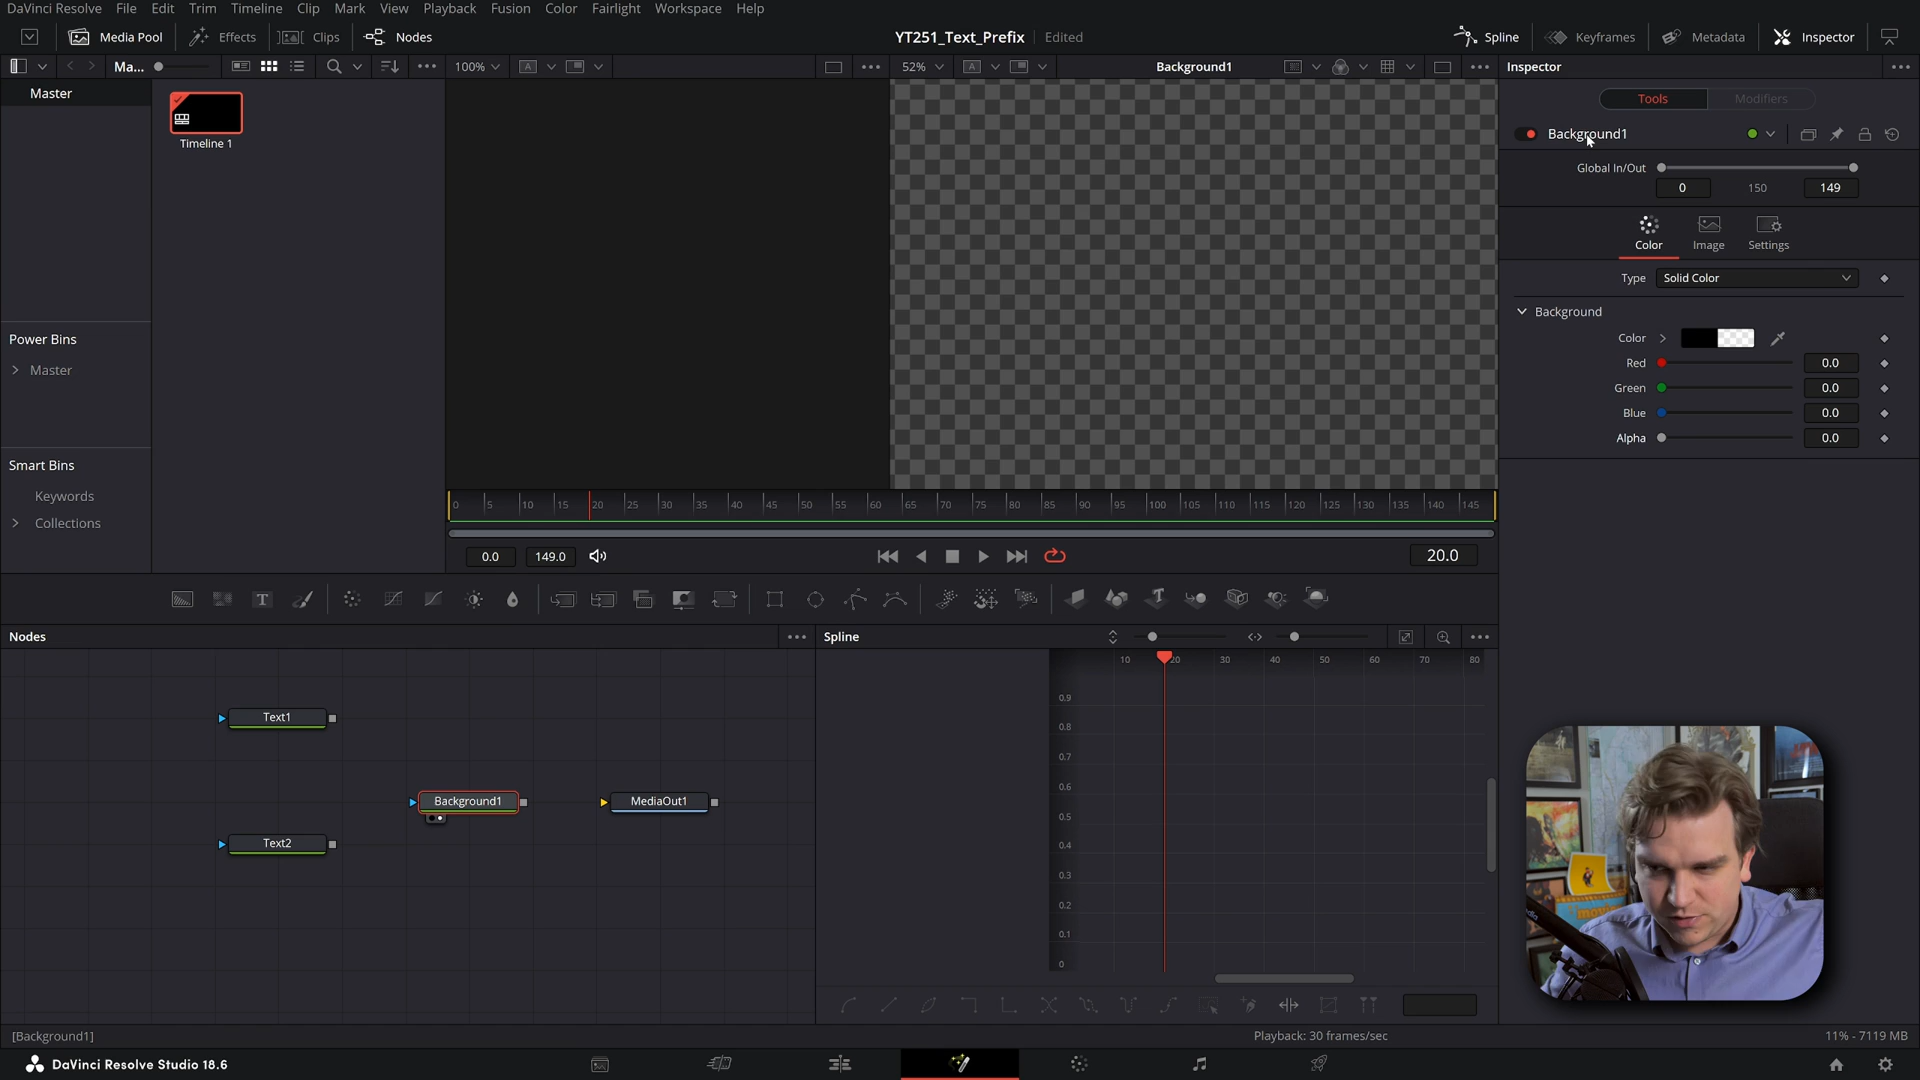 DaVinci Resolve File Edit Trim Timeline Clip Mark View Playback Fusion Color Fairlight Workspace Help
Media Pool Effects Clips Nodes YT251_Text_Prefix Edited Spline Keyframes Metadata Inspector
Ma... 100% A 52% A Background1 Inspector
Master
Timeline 1
Power Bins
Master
Smart Bins
Keywords
Collections
0 5 10 15 20 25 30 35 40 45 50 55 60 65 70 75 80 85 90 95 100 105 110 115 120 125 130 135 140 145
0.0 149.0 20.0
Tools Modifiers
Background1
Global In/Out
0 150 149
Color Image Settings
Type Solid Color
Background
Color
Red 0.0
Green 0.0
Blue 0.0
Alpha 0.0
T
Nodes
Text1
Background1
MediaOut1
Text2
Spline
10 20 30 40 50 60 70 80
0.9
0.8
0.7
0.6
0.5
0.4
0.3
0.2
0.1
0
[Background1] Playback: 30 frames/sec 11% - 7119 MB
DaVinci Resolve Studio 18.6